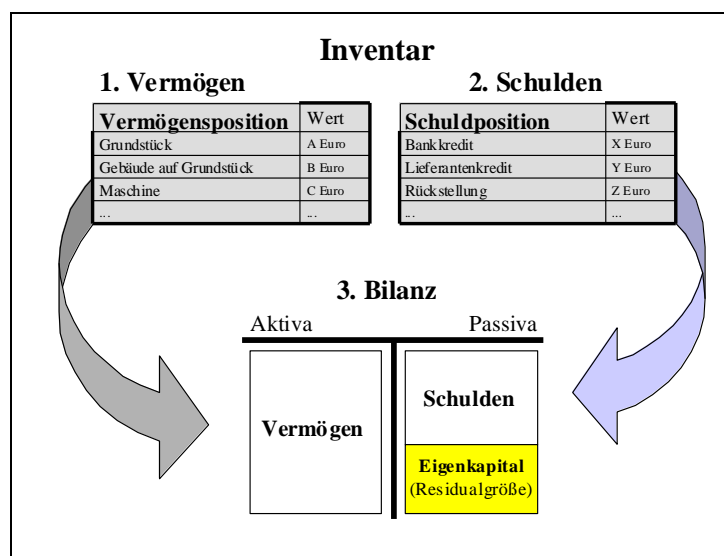 Inventar
1. Vermögen
Vermögensposition Wert
Grundstück A Euro
Gebäude auf Grundstück B Euro
Maschine C Euro
... ...
2. Schulden
Schuldposition Wert
Bankkredit X Euro
Lieferantenkredit Y Euro
Rückstellung Z Euro
... ...
3. Bilanz
Aktiva Passiva
Vermögen
Schulden
Eigenkapital
(Residualgröße)